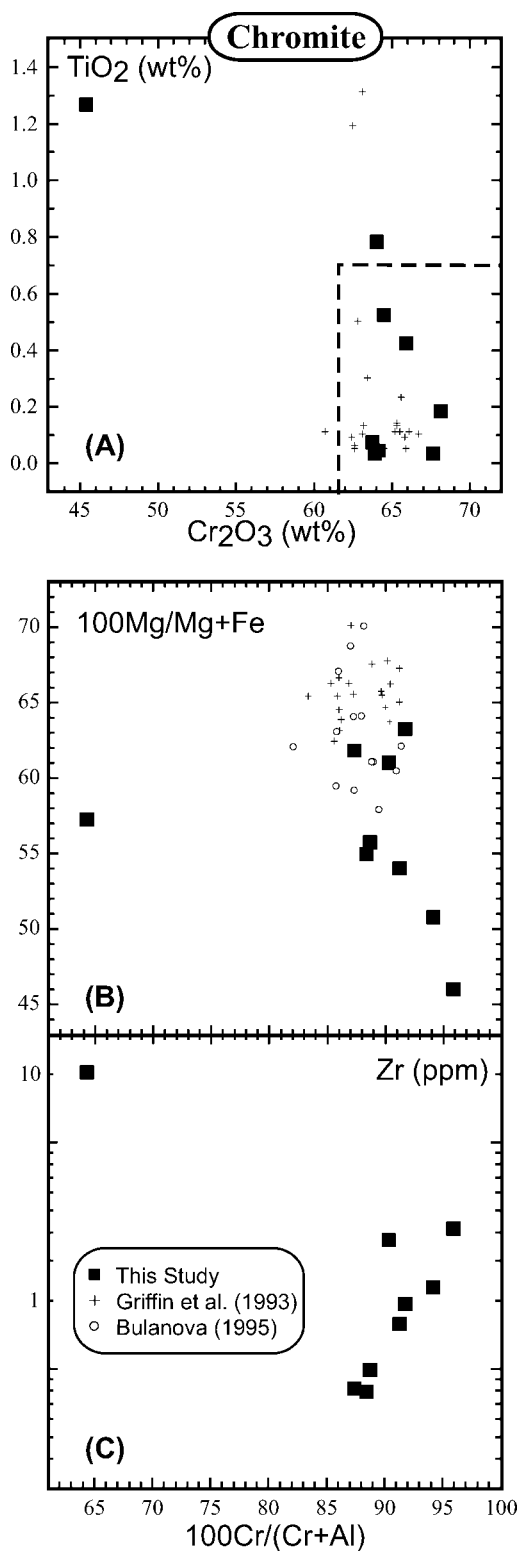 Chromite
TiO2 (wt%)
1.4
1.2
1.0
0.8
0.6
0.4
0.2
0.0
(A)
45 50 55 60 65 70
Cr2O3 (wt%)
100Mg/Mg+Fe
70
65
60
55
50
45
(B)
Zr (ppm)
10
1
This Study
Griffin et al. (1993)
Bulanova (1995)
(C)
65 70 75 80 85 90 95 100
100Cr/(Cr+Al)